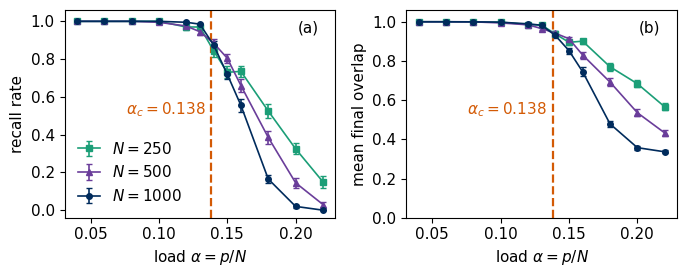 (a)
recall rate
1.0
0.8
0.6
0.4
0.2
0.0
α_c = 0.138
N = 250
N = 500
N = 1000
0.05 0.10 0.15 0.20
load α = p/N
(b)
mean final overlap
1.0
0.8
0.6
0.4
0.2
0.0
α_c = 0.138
0.05 0.10 0.15 0.20
load α = p/N